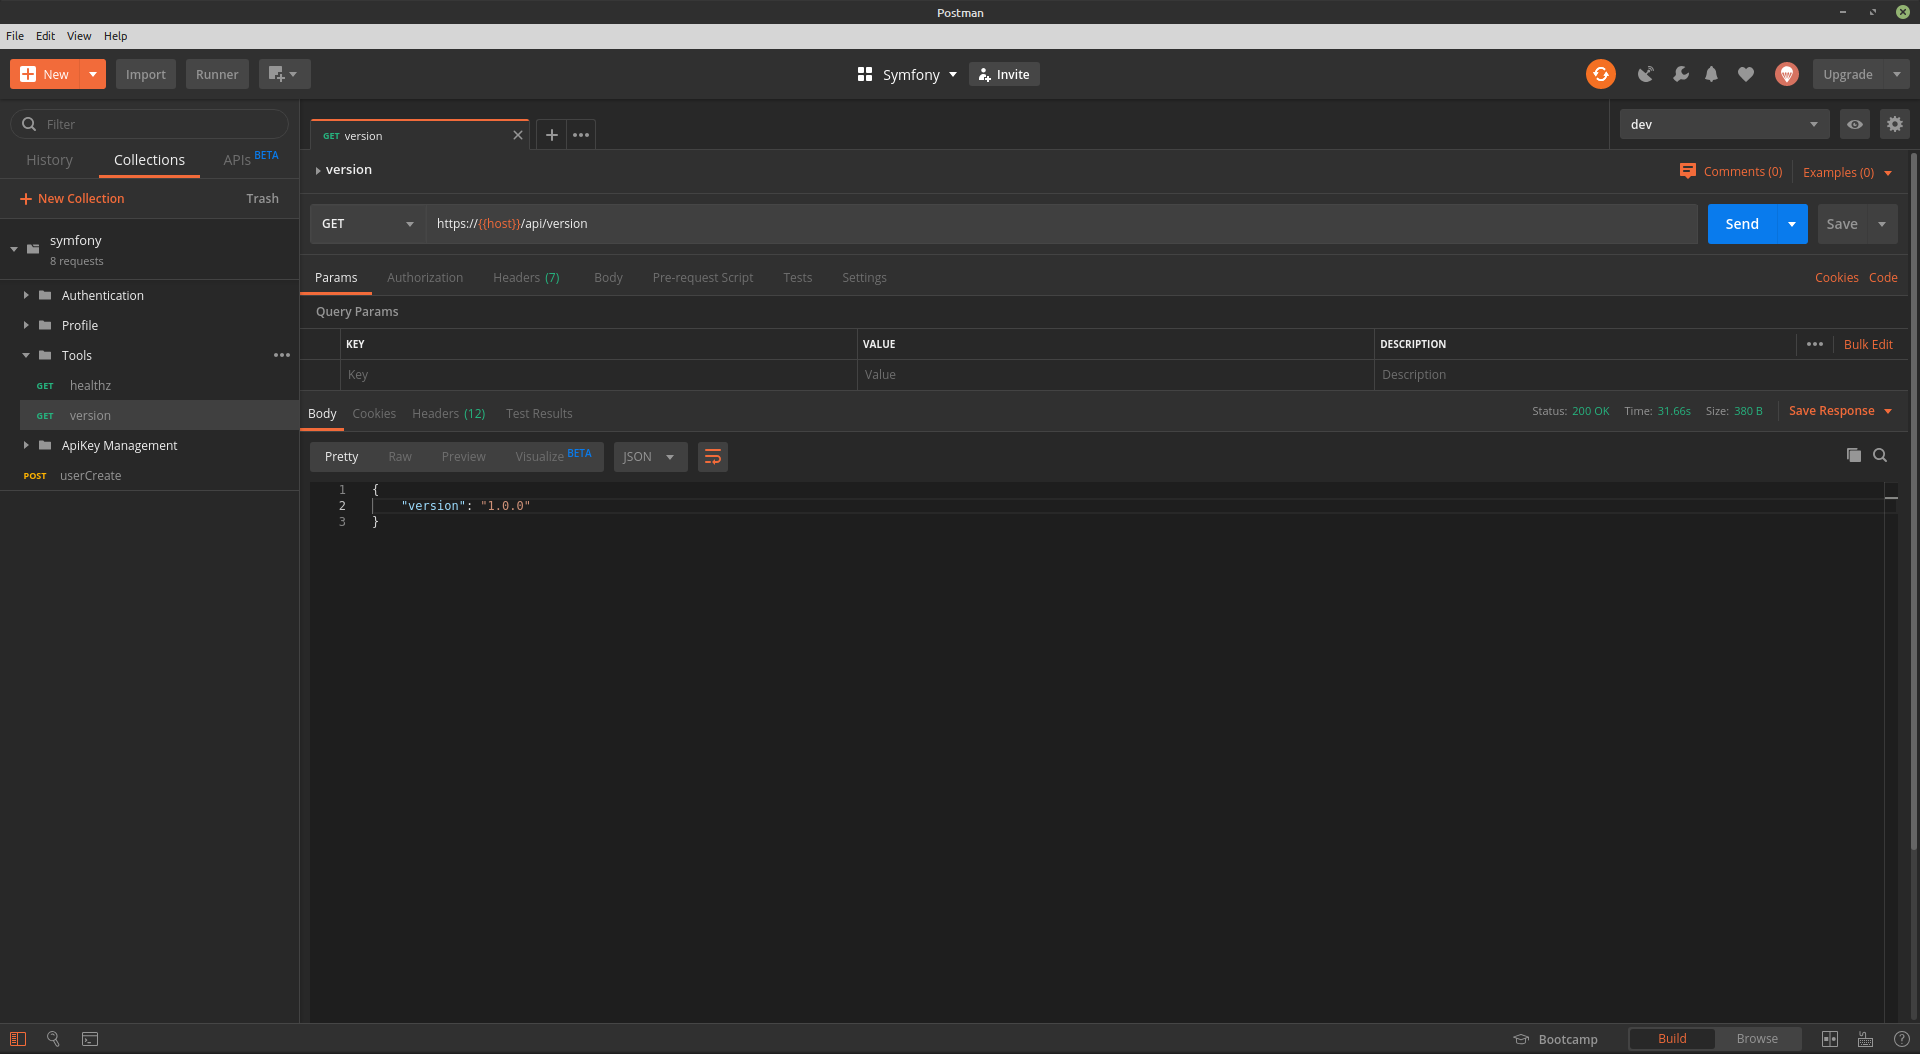 Postman
File Edit View Help
New Import Runner Symfony Invite Upgrade
Filter
History Collections APIs BETA
New Collection Trash
symfony
8 requests
Authentication
Profile
Tools
GET healthz
GET version
ApiKey Management
POST userCreate
GET version
dev
version
Comments (0) Examples (0)
GET https://{{host}}/api/version Send Save
Params Authorization Headers (7) Body Pre-request Script Tests Settings Cookies Code
Query Params
KEY VALUE DESCRIPTION Bulk Edit
Key Value Description
Body Cookies Headers (12) Test Results Status: 200 OK Time: 31.66s Size: 380 B Save Response
Pretty Raw Preview Visualize BETA JSON
1 {
2 "version": "1.0.0"
3 }
Bootcamp Build Browse